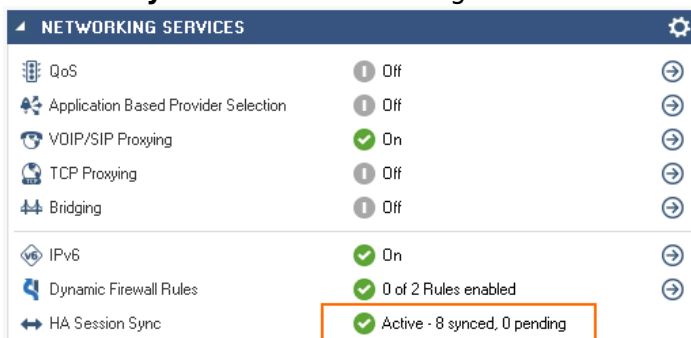 NETWORKING SERVICES
QoS Off
Application Based Provider Selection Off
VOIP/SIP Proxying On
TCP Proxying Off
Bridging Off
v6 IPv6 On
Dynamic Firewall Rules 0 of 2 Rules enabled
HA Session Sync Active - 8 synced, 0 pending